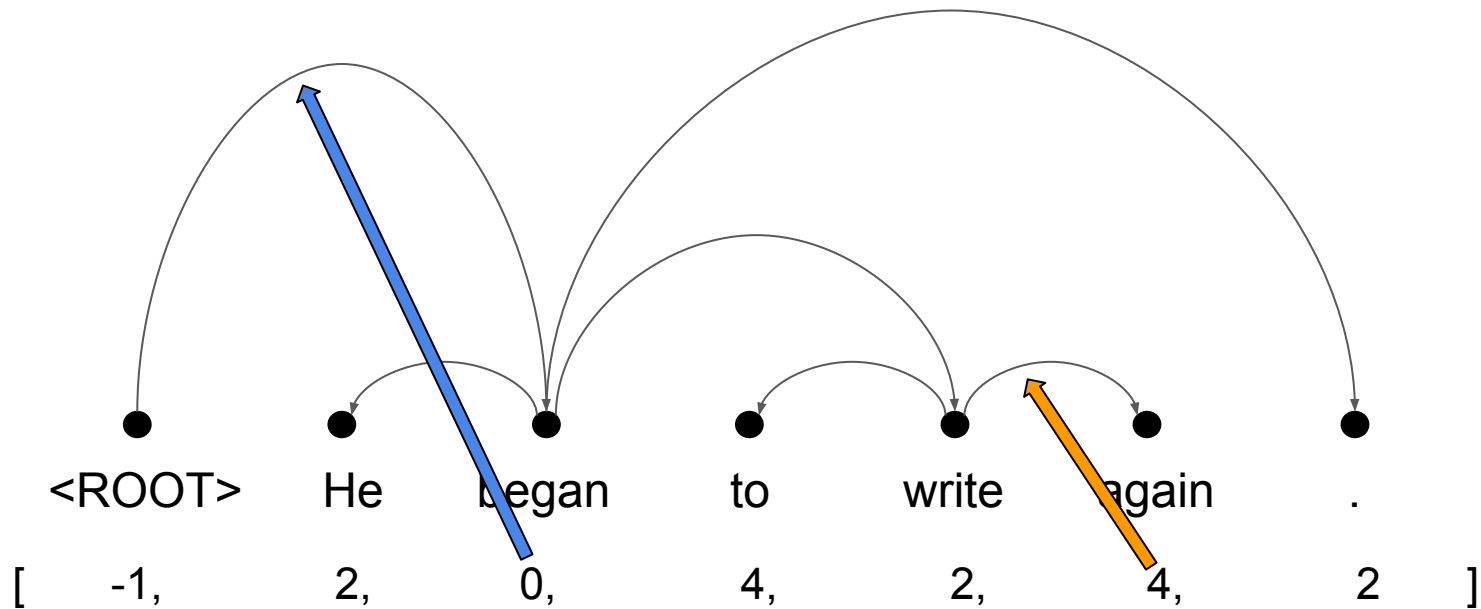 <ROOT> He began to write again .
[ -1, 2, 0, 4, 2, 4, 2 ]